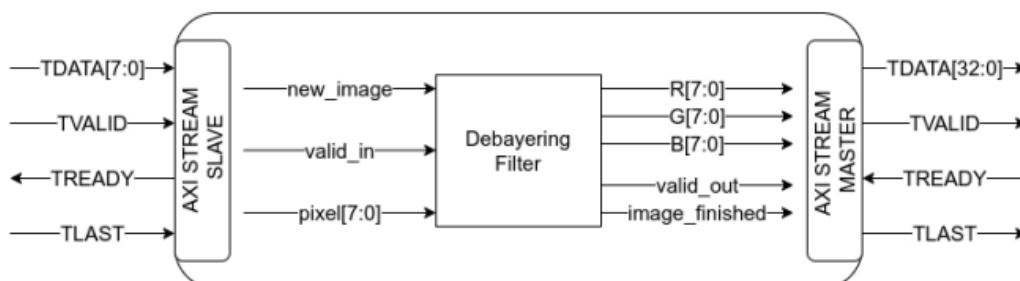 TDATA[7:0]
TVALID
TREADY
TLAST
AXI STREAM
SLAVE
new_image
valid_in
pixel[7:0]
Debayering
Filter
R[7:0]
G[7:0]
B[7:0]
valid_out
image_finished
AXI STREAM
MASTER
TDATA[32:0]
TVALID
TREADY
TLAST